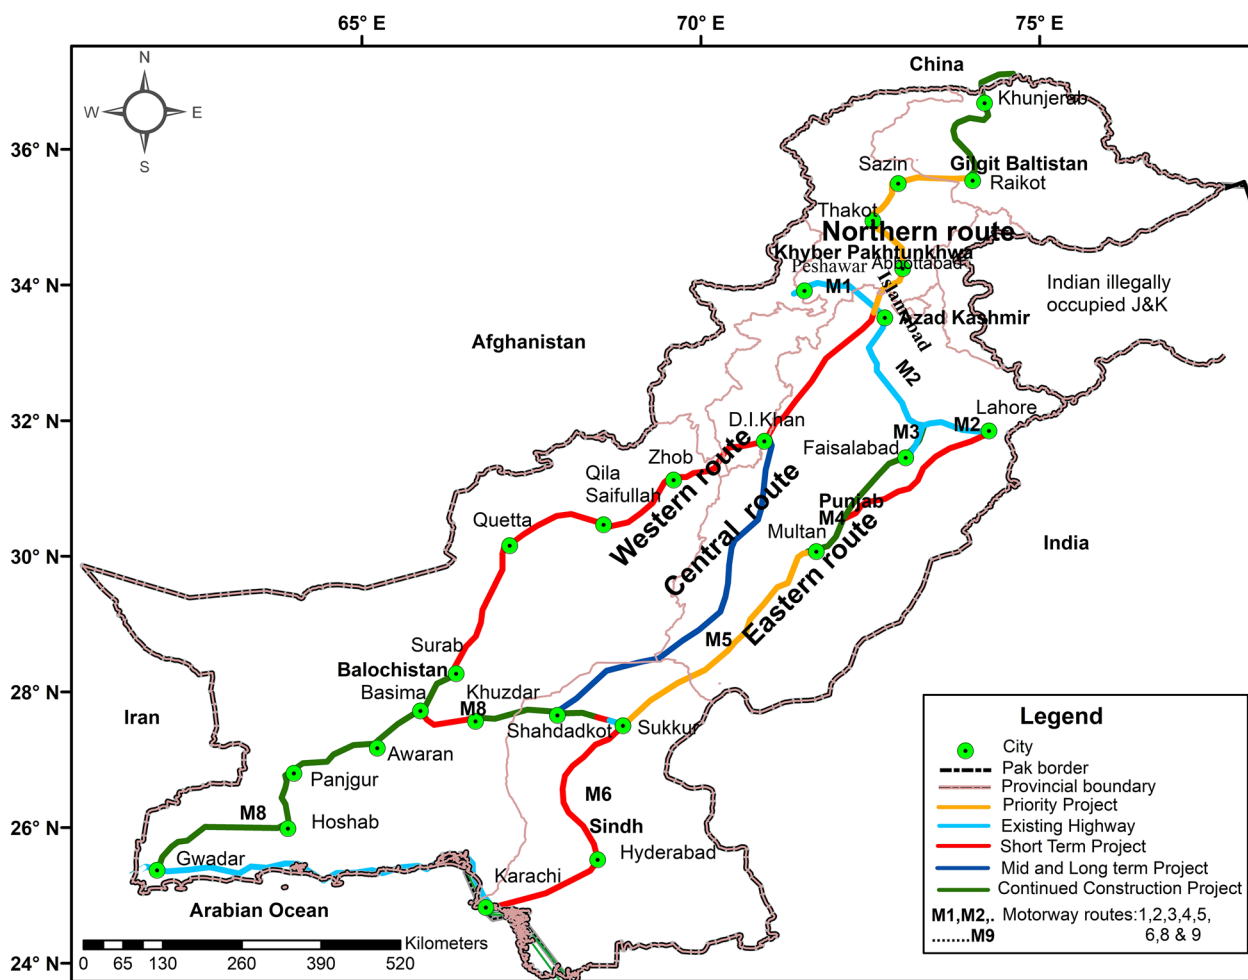 65° E
70° E
75° E
N
W
E
S
36° N
34° N
32° N
30° N
28° N
26° N
24° N
China
Khunjerab
Sazin
Gilgit Baltistan
Raikot
Thakot
Northern route
Khyber Pakhtunkhwa
Peshawar
Abbottabad
M1
Islamabad
Azad Kashmir
Indian illegally
occupied J&K
Afghanistan
M2
Lahore
M2
M3
D.I.Khan
Faisalabad
Zhob
Qila
Saifullah
Western route
Central route
Punjab
M4
Quetta
Multan
Eastern route
India
M5
Surab
Balochistan
Basima
Khuzdar
M8
Shahdadkot
Sukkur
Iran
Awaran
Panjgur
M6
M8
Hoshab
Sindh
Hyderabad
Gwadar
Karachi
Arabian Ocean
Kilometers
0 65 130 260 390 520
Legend
City
Pak border
Provincial boundary
Priority Project
Existing Highway
Short Term Project
Mid and Long term Project
Continued Construction Project
M1,M2,. Motorway routes:1,2,3,4,5,
........M9 6,8 & 9